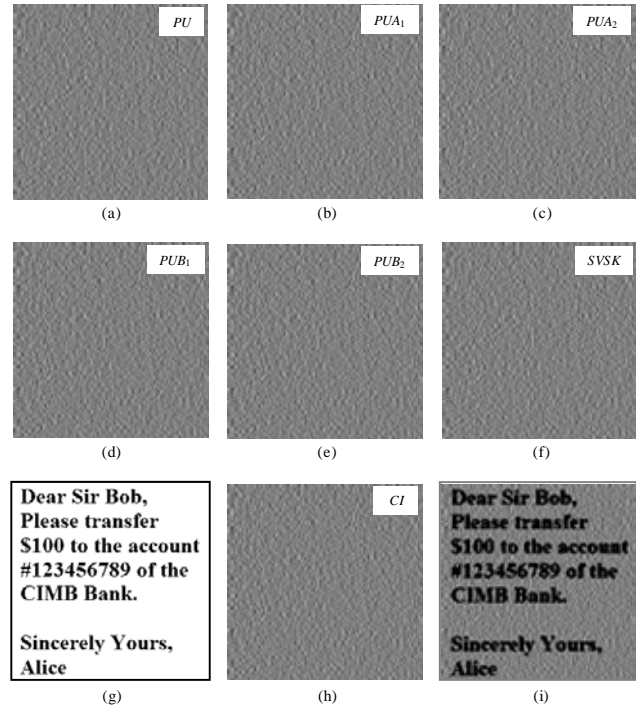 PU
PUA₁
PUA₂
(a)
(b)
(c)
PUB₁
PUB₂
SVSK
(d)
(e)
(f)
Dear Sir Bob,
Please transfer
$100 to the account
#123456789 of the
CIMB Bank.
Sincerely Yours,
Alice
CI
Dear Sir Bob,
Please transfer
$100 to the account
#123456789 of the
CIMB Bank.
Sincerely Yours,
Alice
(g)
(h)
(i)